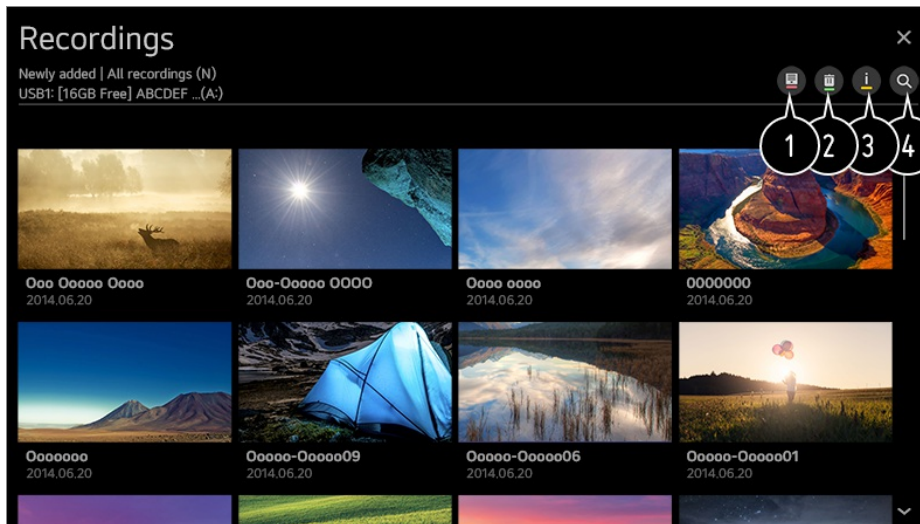 Recordings
Newly added | All recordings (N)
USB1: [16GB Free] ABCDEF ...(A:)
1 2 3 4
Ooo Ooooo Oooo
2014.06.20
Ooo-Ooooo OOOO
2014.06.20
Oooo oooo
2014.06.20
OOOOOOO
2014.06.20
Ooooooo
2014.06.20
Ooooo-Ooooo09
2014.06.20
Ooooo-Ooooo06
2014.06.20
Ooooo-Ooooo01
2014.06.20